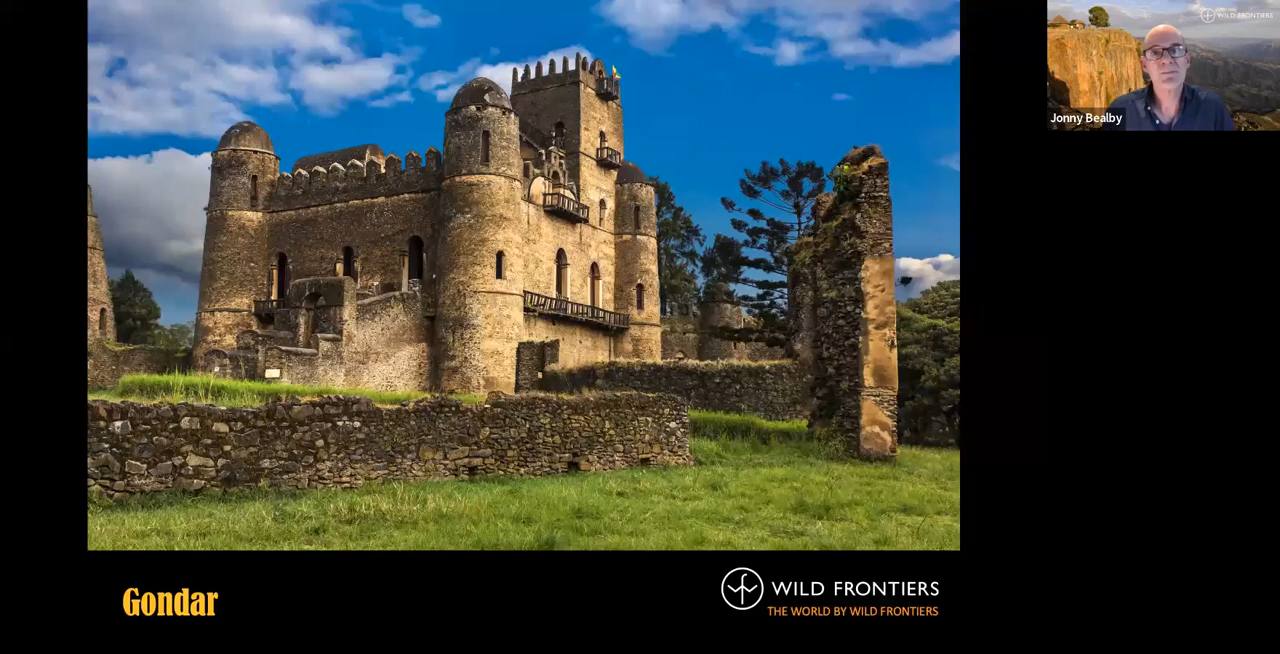 WILD FRONTIERS
Jonny Bealby
Gondar
WILD FRONTIERS
THE WORLD BY WILD FRONTIERS